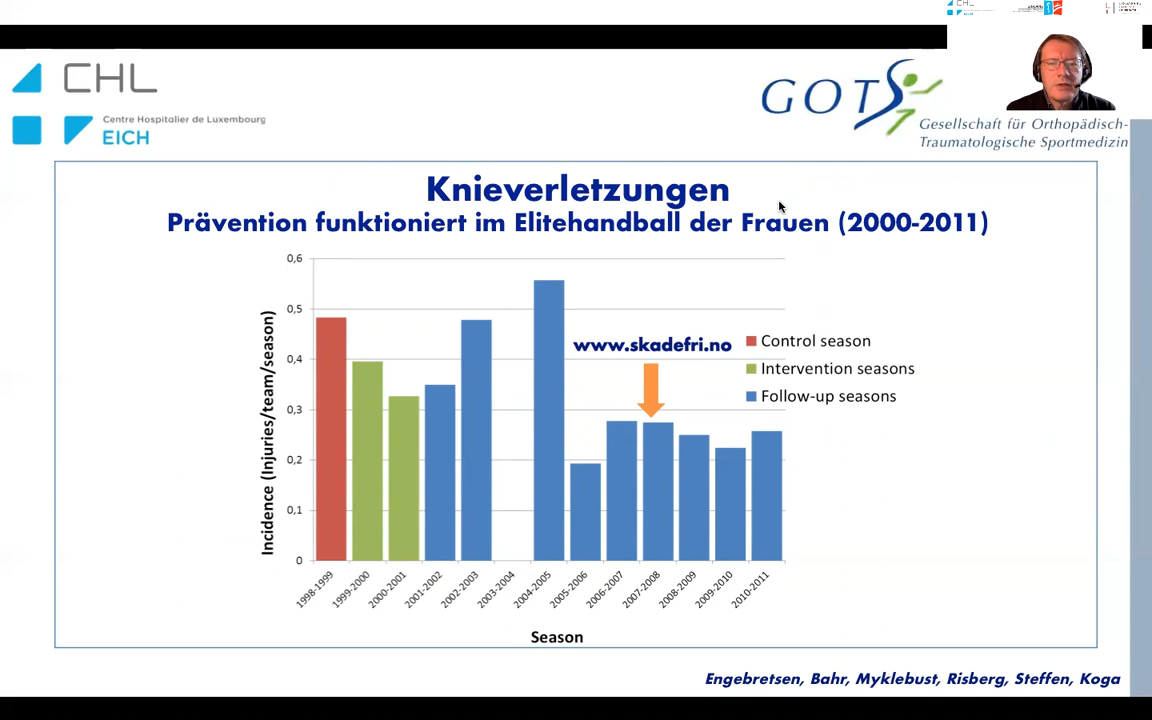 CHL
Centre Hospitalier de Luxembourg
EICH
GOTS
Gesellschaft für Orthopädisch-
Traumatologische Sportmedizin
Knieverletzungen
Prävention funktioniert im Elitehandball der Frauen (2000-2011)
Incidence (Injuries/team/season)
0,6
0,5
0,4
0,3
0,2
0,1
0
www.skadefri.no
Control season
Intervention seasons
Follow-up seasons
1998-1999
1999-2000
2000-2001
2001-2002
2002-2003
2003-2004
2004-2005
2005-2006
2006-2007
2007-2008
2008-2009
2009-2010
2010-2011
Season
Engebretsen, Bahr, Myklebust, Risberg, Steffen, Koga